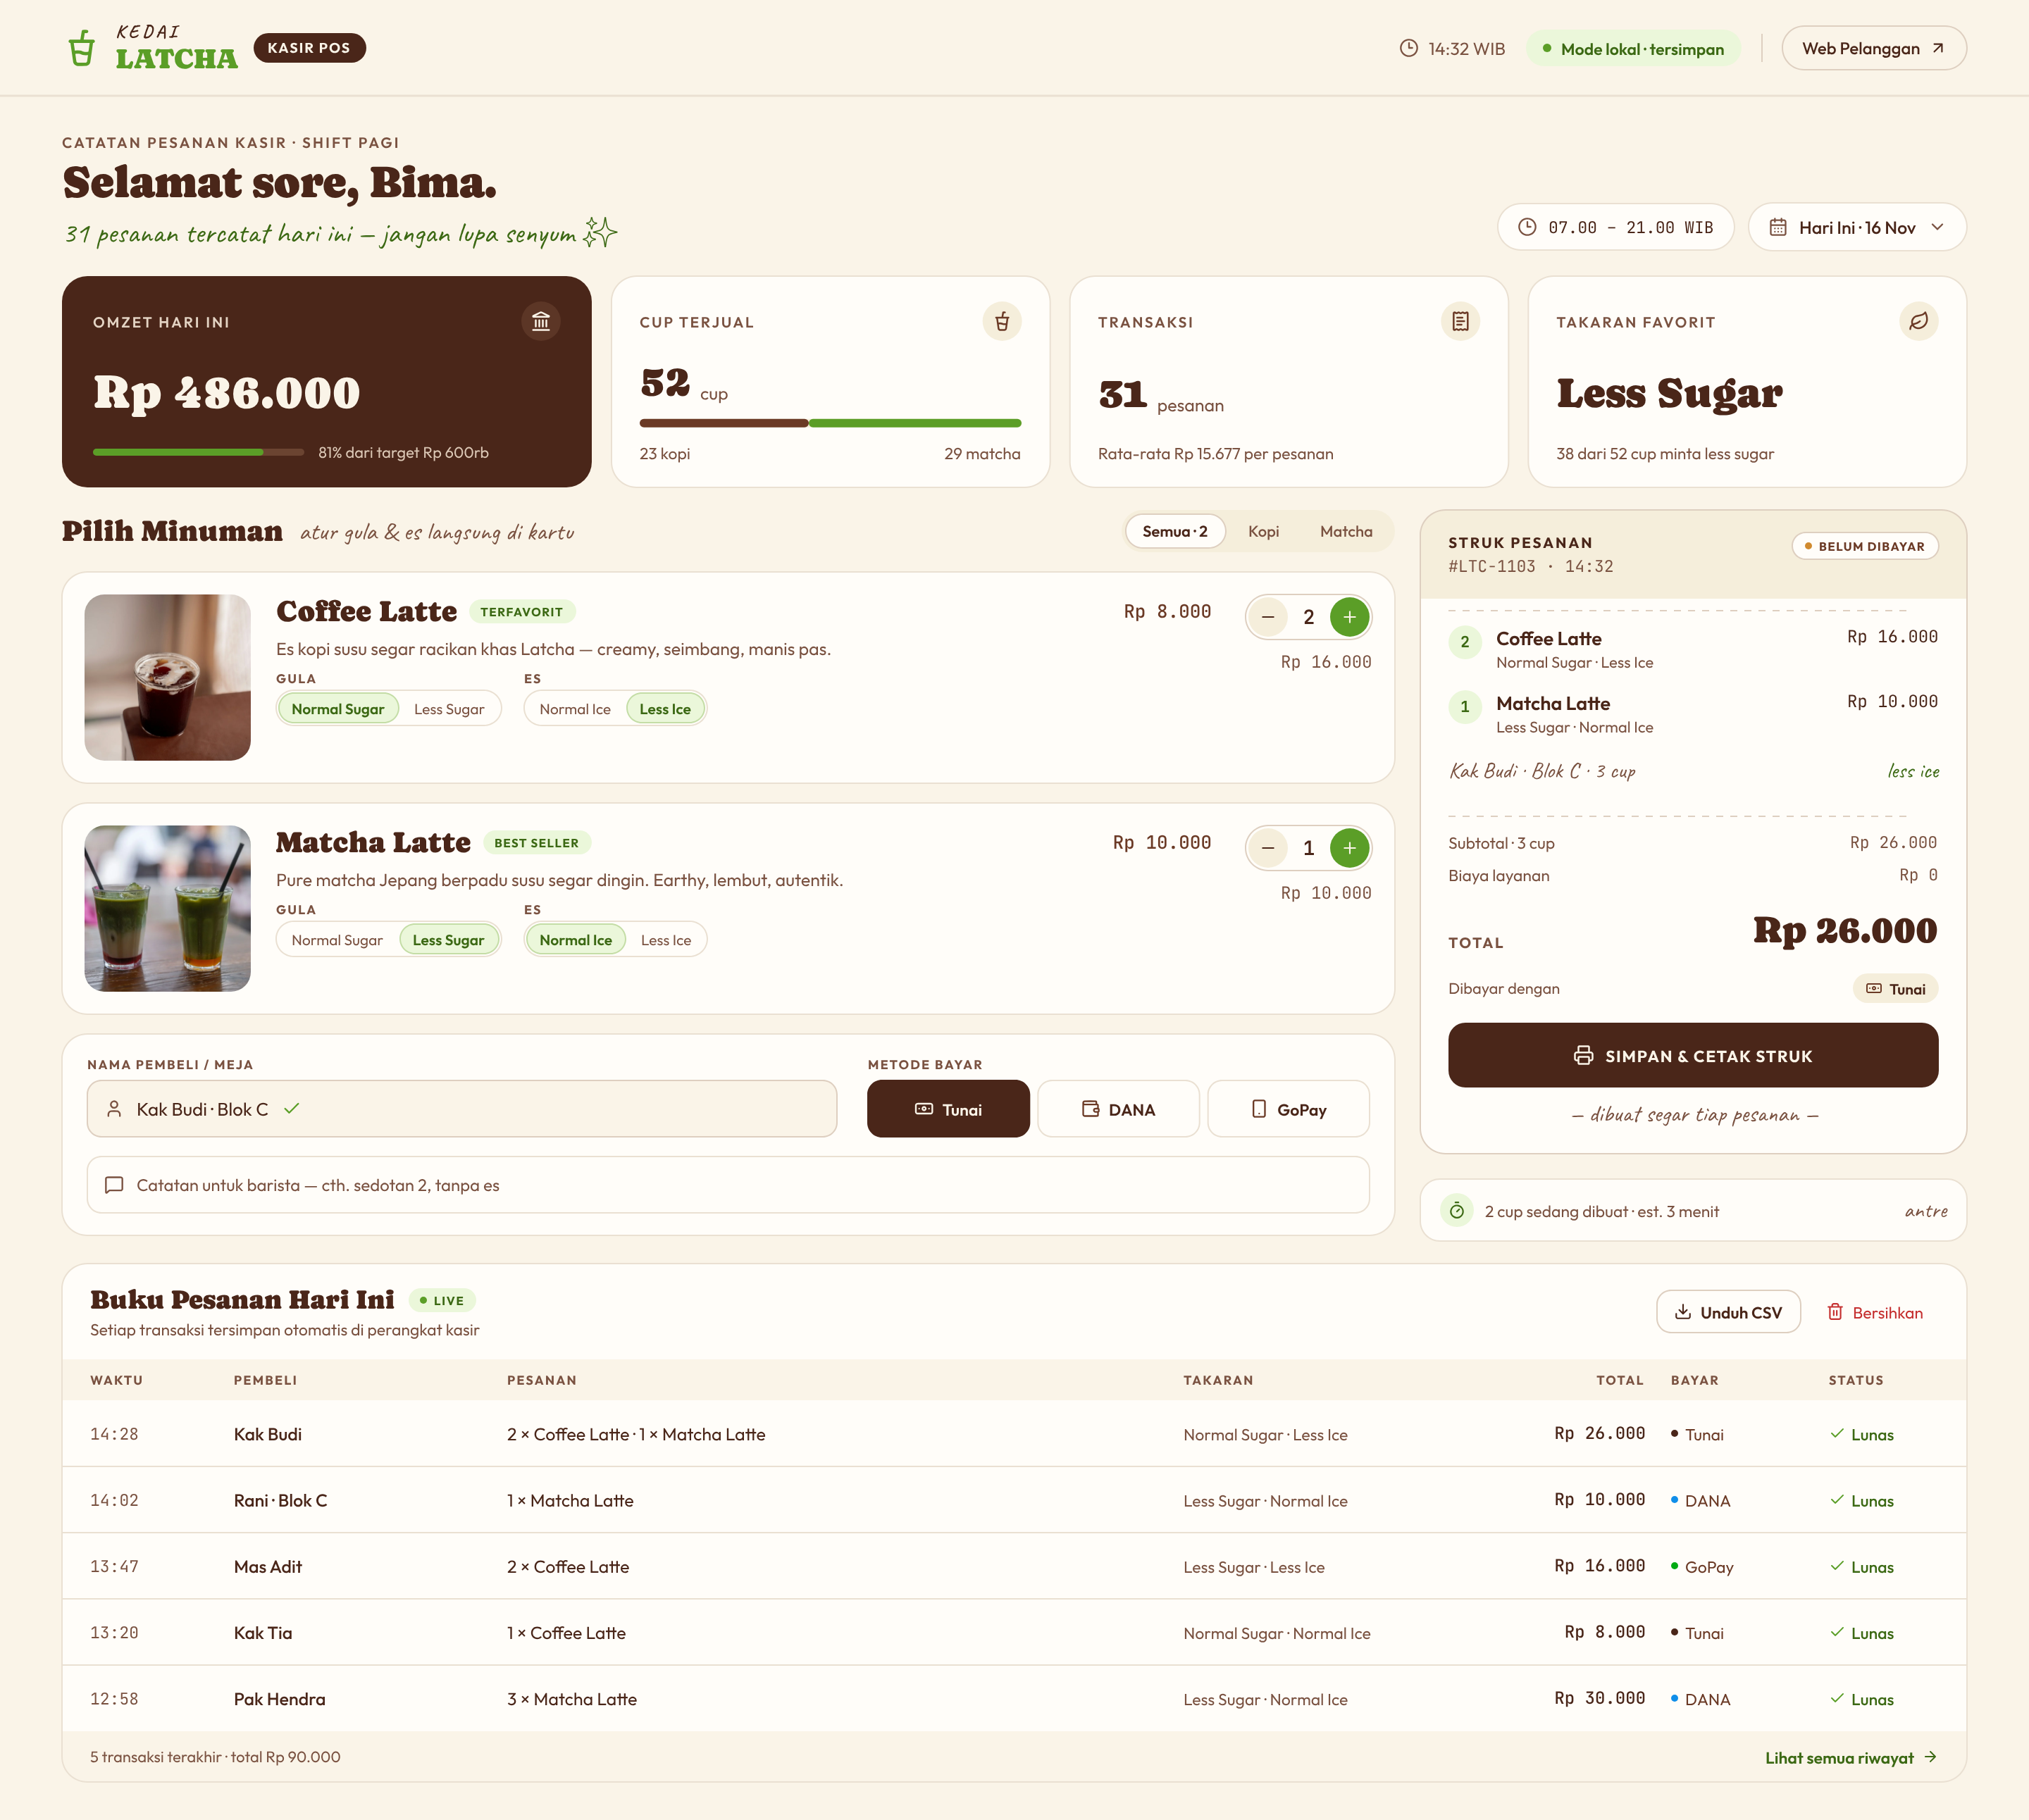 KEDAI
LATCHA
KASIR POS
14:32 WIB
Mode lokal · tersimpan
Web Pelanggan
CATATAN PESANAN KASIR · SHIFT PAGI
Selamat sore, Bima.
31 pesanan tercatat hari ini — jangan lupa senyum
07.00 – 21.00 WIB
Hari Ini · 16 Nov
OMZET HARI INI
Rp 486.000
81% dari target Rp 600rb
CUP TERJUAL
52 cup
23 kopi
29 matcha
TRANSAKSI
31 pesanan
Rata-rata Rp 15.677 per pesanan
TAKARAN FAVORIT
Less Sugar
38 dari 52 cup minta less sugar
Pilih Minuman
atur gula & es langsung di kartu
Semua · 2
Kopi
Matcha
Coffee Latte
TERFAVORIT
Rp 8.000
− 2 +
Es kopi susu segar racikan khas Latcha — creamy, seimbang, manis pas.
Rp 16.000
GULA
ES
Normal Sugar
Less Sugar
Normal Ice
Less Ice
Matcha Latte
BEST SELLER
Rp 10.000
− 1 +
Pure matcha Jepang berpadu susu segar dingin. Earthy, lembut, autentik.
Rp 10.000
GULA
ES
Normal Sugar
Less Sugar
Normal Ice
Less Ice
NAMA PEMBELI / MEJA
Kak Budi · Blok C
METODE BAYAR
Tunai
DANA
GoPay
Catatan untuk barista — cth. sedotan 2, tanpa es
STRUK PESANAN
#LTC-1103 · 14:32
BELUM DIBAYAR
2
Coffee Latte
Rp 16.000
Normal Sugar · Less Ice
1
Matcha Latte
Rp 10.000
Less Sugar · Normal Ice
Kak Budi · Blok C · 3 cup
less ice
Subtotal · 3 cup
Rp 26.000
Biaya layanan
Rp 0
TOTAL
Rp 26.000
Dibayar dengan
Tunai
SIMPAN & CETAK STRUK
— dibuat segar tiap pesanan —
2 cup sedang dibuat · est. 3 menit
antre
Buku Pesanan Hari Ini
LIVE
Setiap transaksi tersimpan otomatis di perangkat kasir
Unduh CSV
Bersihkan
WAKTU PEMBELI PESANAN TAKARAN TOTAL BAYAR STATUS
14:28 Kak Budi 2 × Coffee Latte · 1 × Matcha Latte Normal Sugar · Less Ice Rp 26.000 Tunai Lunas
14:02 Rani · Blok C 1 × Matcha Latte Less Sugar · Normal Ice Rp 10.000 DANA Lunas
13:47 Mas Adit 2 × Coffee Latte Less Sugar · Less Ice Rp 16.000 GoPay Lunas
13:20 Kak Tia 1 × Coffee Latte Normal Sugar · Normal Ice Rp 8.000 Tunai Lunas
12:58 Pak Hendra 3 × Matcha Latte Less Sugar · Normal Ice Rp 30.000 DANA Lunas
5 transaksi terakhir · total Rp 90.000
Lihat semua riwayat →